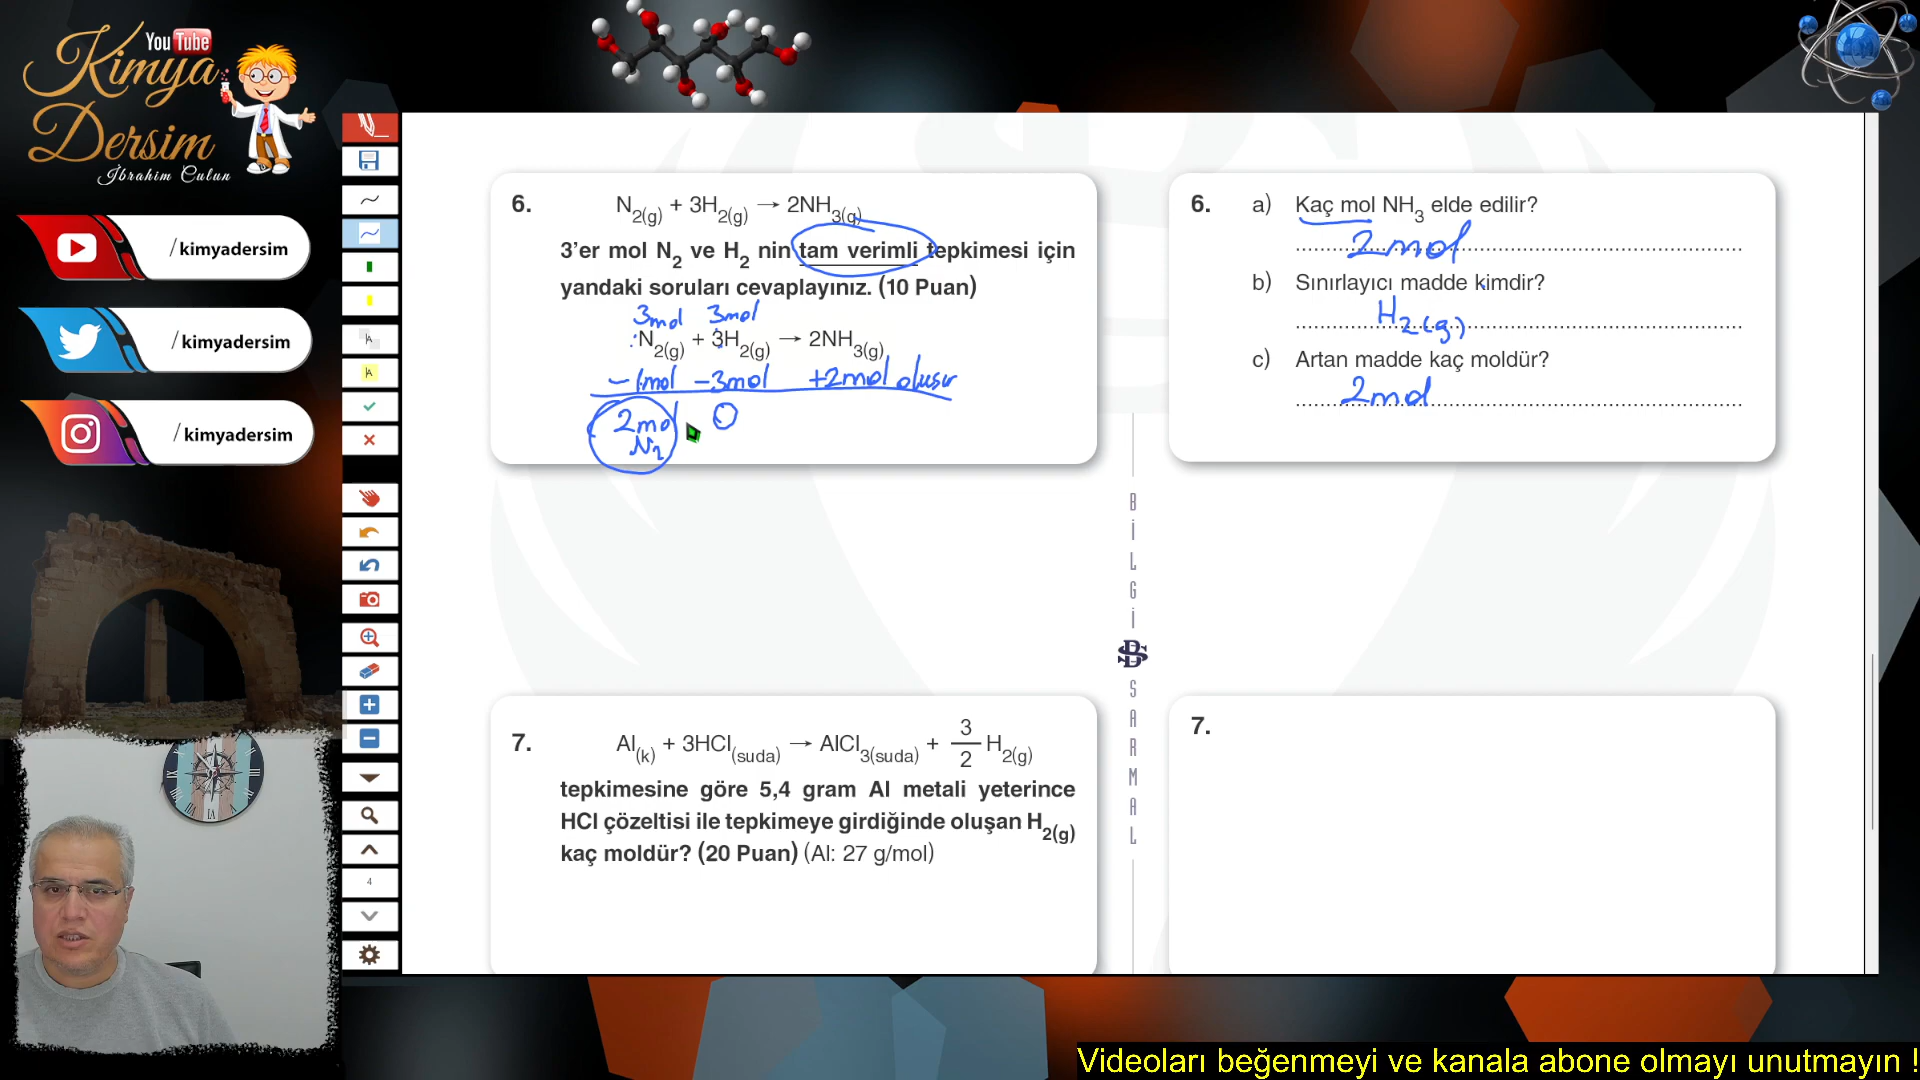 YouTube
Kimya
Dersim
İbrahim Culun
/kimyadersim
/kimyadersim
/kimyadersim
4
6. N2(g) + 3H2(g) → 2NH3(g)
3'er mol N2 ve H2 nin tam verimli tepkimesi için
yandaki soruları cevaplayınız. (10 Puan)
3mol 3mol
N2(g) + 3H2(g) → 2NH3(g)
-1mol -3mol +2mol oluşur
2mol 0
N2
6. a) Kaç mol NH3 elde edilir?
2mol
b) Sınırlayıcı madde kimdir?
H2(g)
c) Artan madde kaç moldür?
2mol
BİLGİ SARMAL
7. Al(k) + 3HCl(suda) → AlCl3(suda) + 3/2 H2(g)
tepkimesine göre 5,4 gram Al metali yeterince
HCl çözeltisi ile tepkimeye girdiğinde oluşan H2(g)
kaç moldür? (20 Puan) (Al: 27 g/mol)
7.
Videoları beğenmeyi ve kanala abone olmayı unutmayın !